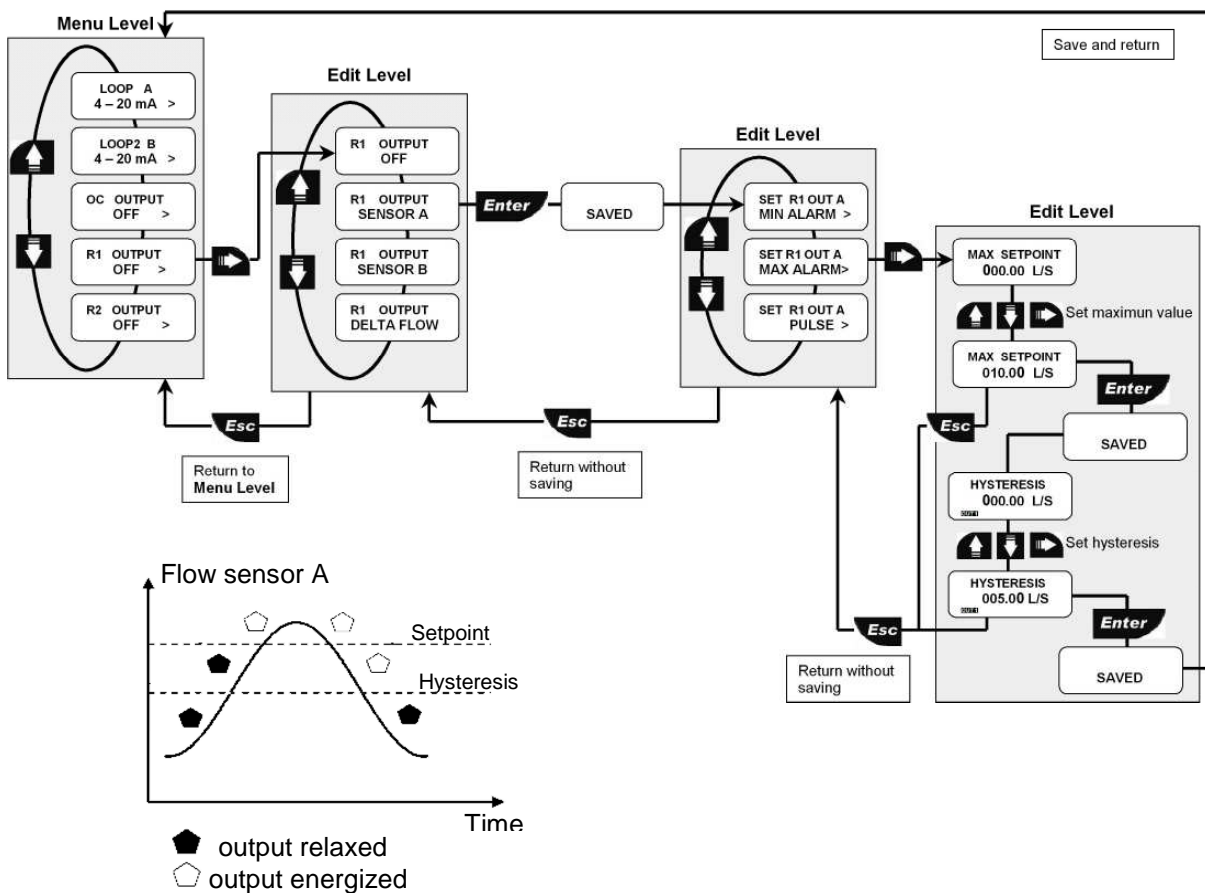 Menu Level
LOOP A
4 – 20 mA >
LOOP2 B
4 – 20 mA >
OC OUTPUT
OFF >
R1 OUTPUT
OFF >
R2 OUTPUT
OFF >
Edit Level
R1 OUTPUT
OFF
R1 OUTPUT
SENSOR A
R1 OUTPUT
SENSOR B
R1 OUTPUT
DELTA FLOW
Enter
SAVED
Edit Level
SET R1 OUT A
MIN ALARM >
SET R1 OUT A
MAX ALARM>
SET R1 OUT A
PULSE >
Save and return
Edit Level
MAX SETPOINT
000.00 L/S
Set maximun value
MAX SETPOINT
010.00 L/S
Enter
SAVED
HYSTERESIS
000.00 L/S
Set hysteresis
HYSTERESIS
005.00 L/S
Enter
SAVED
Esc
Esc
Return without
saving
Esc
Return without
saving
Esc
Return to
Menu Level
Flow sensor A
Setpoint
Hysteresis
Time
output relaxed
output energized